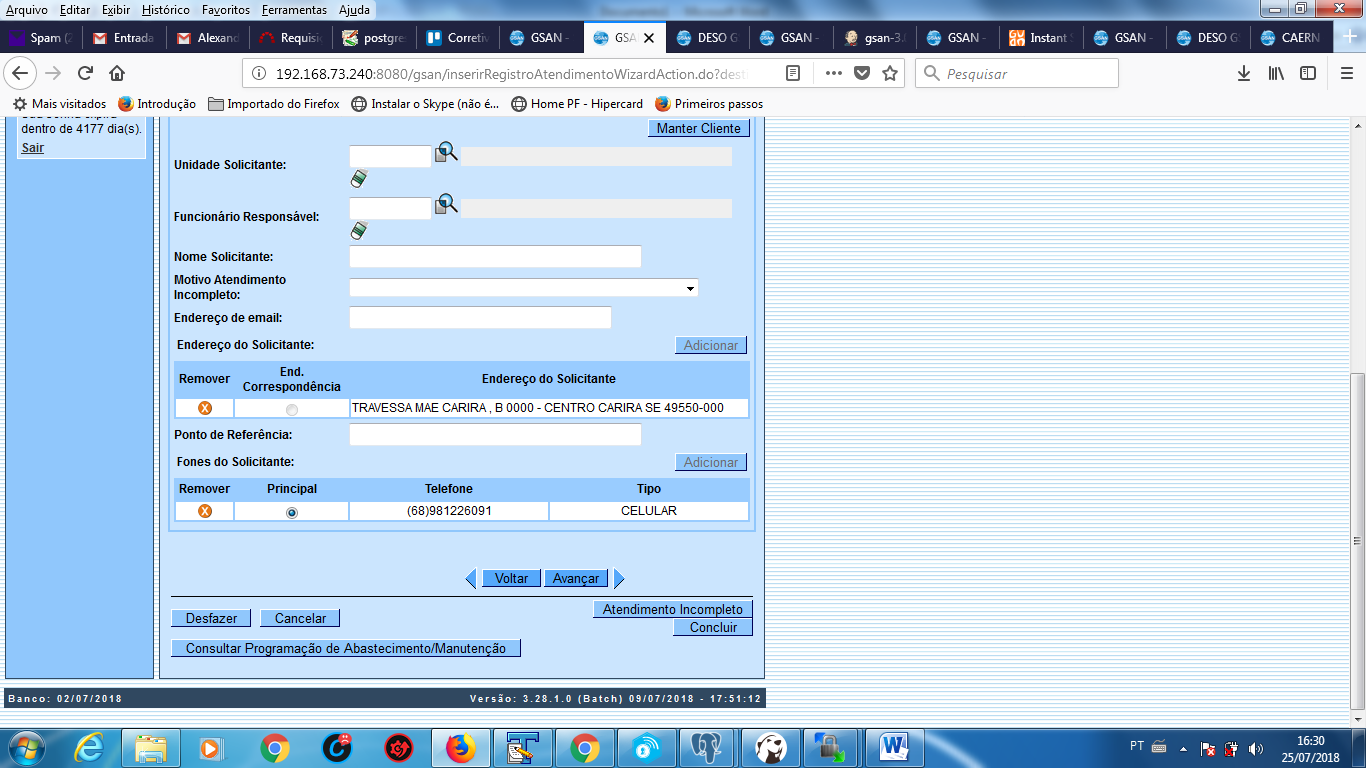 Arquivo Editar Exibir Histórico Favoritos Ferramentas Ajuda
Spam (2 Entrada Alexand Requisi postgre Corretiv GSAN - GSA DESO G GSAN - gsan-3. GSAN - Instant S GSAN - DESO G CAERN
192.168.73.240:8080/gsan/inserirRegistroAtendimentoWizardAction.do?dest
Pesquisar
Mais visitados Introdução Importado do Firefox Instalar o Skype (não é... Home PF - Hipercard Primeiros passos
dentro de 4177 dia(s).
Sair
Manter Cliente
Unidade Solicitante:
Funcionário Responsável:
Nome Solicitante:
Motivo Atendimento
Incompleto:
Endereço de email:
Endereço do Solicitante: Adicionar
Remover End. Correspondência Endereço do Solicitante
TRAVESSA MAE CARIRA , B 0000 - CENTRO CARIRA SE 49550-000
Ponto de Referência:
Fones do Solicitante: Adicionar
Remover Principal Telefone Tipo
(68)981226091 CELULAR
Voltar Avançar
Atendimento Incompleto
Desfazer Cancelar
Concluir
Consultar Programação de Abastecimento/Manutenção
Banco: 02/07/2018 Versão: 3.28.1.0 (Batch) 09/07/2018 - 17:51:12
PT 16:30
25/07/2018